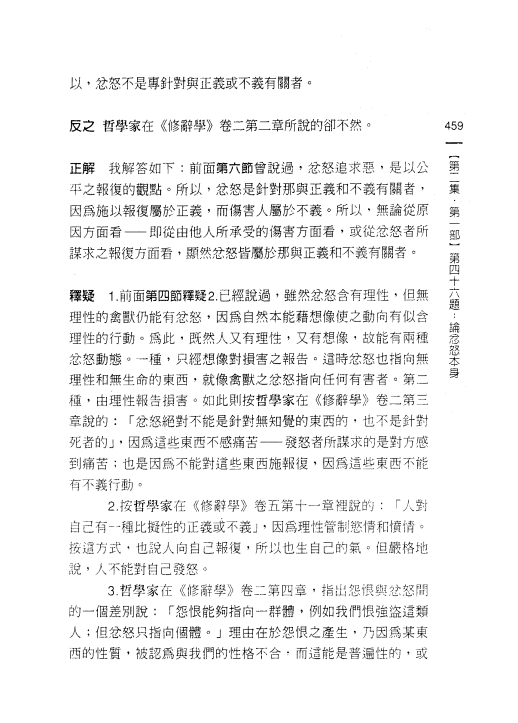 以，忿怒不是專針對與正義或不義有關者。
反之 哲學家在《修辭學》卷二第二章所說的卻不然。
正解　我解答如下：前面第六節曾說過，忿怒追求惡，是以公
平之報復的觀點。所以，忿怒是針對那與正義和不義有關者，
因爲施以報復屬於正義，而傷害人屬於不義。所以，無論從原
因方面看——即從由他人所承受的傷害方面看，或從忿怒者所
謀求之報復方面看，顯然忿怒皆屬於那與正義和不義有關者。
釋疑　1.前面第四節釋疑2.已經說過，雖然忿怒含有理性，但無
理性的禽獸仍能有忿怒，因爲自然本能藉想像使之動向有似含
理性的行動。爲此，既然人又有理性，又有想像，故能有兩種
忿怒動態。一種，只經想像對損害之報告。這時忿怒也指向無
理性和無生命的東西，就像禽獸之忿怒指向任何有害者。第二
種，由理性報告損害。如此則按哲學家在《修辭學》卷二第三
章說的：「忿怒絕對不能是針對無知覺的東西的，也不是針對
死者的」，因爲這些東西不感痛苦——發怒者所謀求的是對方感
到痛苦；也是因爲不能對這些東西施報復，因爲這些東西不能
有不義行動。
2.按哲學家在《修辭學》卷五第十一章裡說的：「人對
自己有一種比擬性的正義或不義」，因爲理性管制慾情和憤情。
按這方式，也說人向自己報復，所以也生自己的氣。但嚴格地
說，人不能對自己發怒。
3.哲學家在《修辭學》卷二第四章，指出怨恨與忿怒間
的一個差別說：「怨恨能夠指向一群體，例如我們恨強盜這類
人；但忿怒只指向個體。」理由在於怨恨之產生，乃因爲某東
西的性質，被認爲與我們的性格不合，而這能是普遍性的，或
459
【第二集．第一部】第四十六題：論忿怒本身